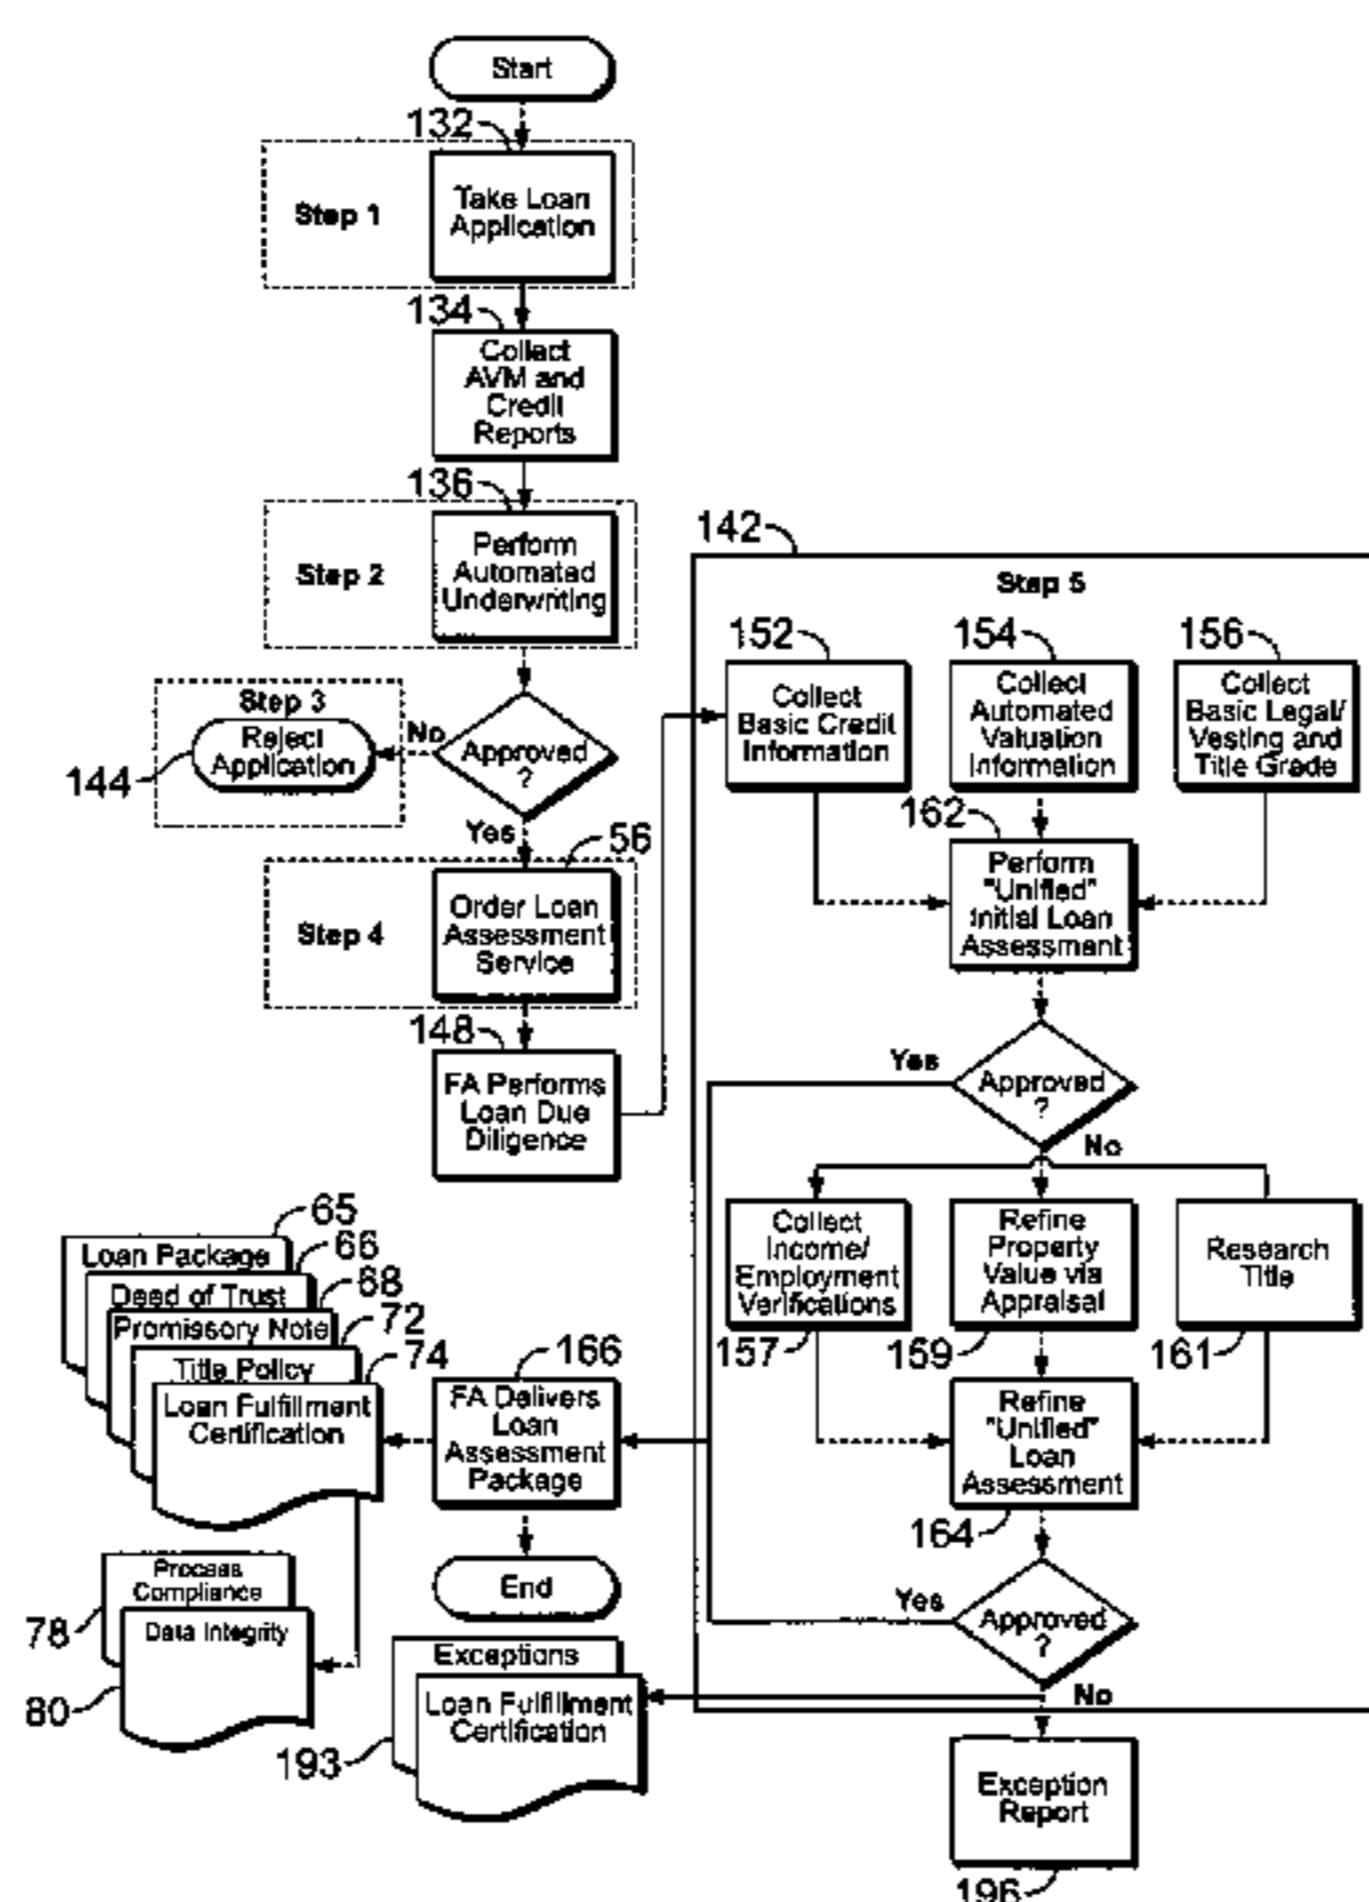 Start
132
Step 1
Take Loan
Application
134
Collect
AVM and
Credit
Reports
136
Step 2
Perform
Automated
Underwriting
Step 3
Reject
Application
144
No
Approved
?
Yes
56
Step 4
Order Loan
Assessment
Service
148
FA Performs
Loan Due
Diligence
142
Step 5
152
Collect
Basic Credit
Information
154
Collect
Automated
Valuation
Information
156
Collect
Basic Legal/
Vesting and
Title Grade
162
Perform
"Unified"
Initial Loan
Assessment
Yes
Approved
?
No
Collect
Income/
Employment
Verifications
157
Refine
Property
Value via
Appraisal
159
Research
Title
161
Refine
"Unified"
Loan
Assessment
164
Yes
Approved
?
No
65
Loan Package
66
Deed of Trust
68
Promissory Note
72
Title Policy
74
Loan Fulfillment
Certification
166
FA Delivers
Loan
Assessment
Package
End
Process
Compliance
78
Data Integrity
80
Exceptions
Loan Fulfillment
Certification
193
Exception
Report
196